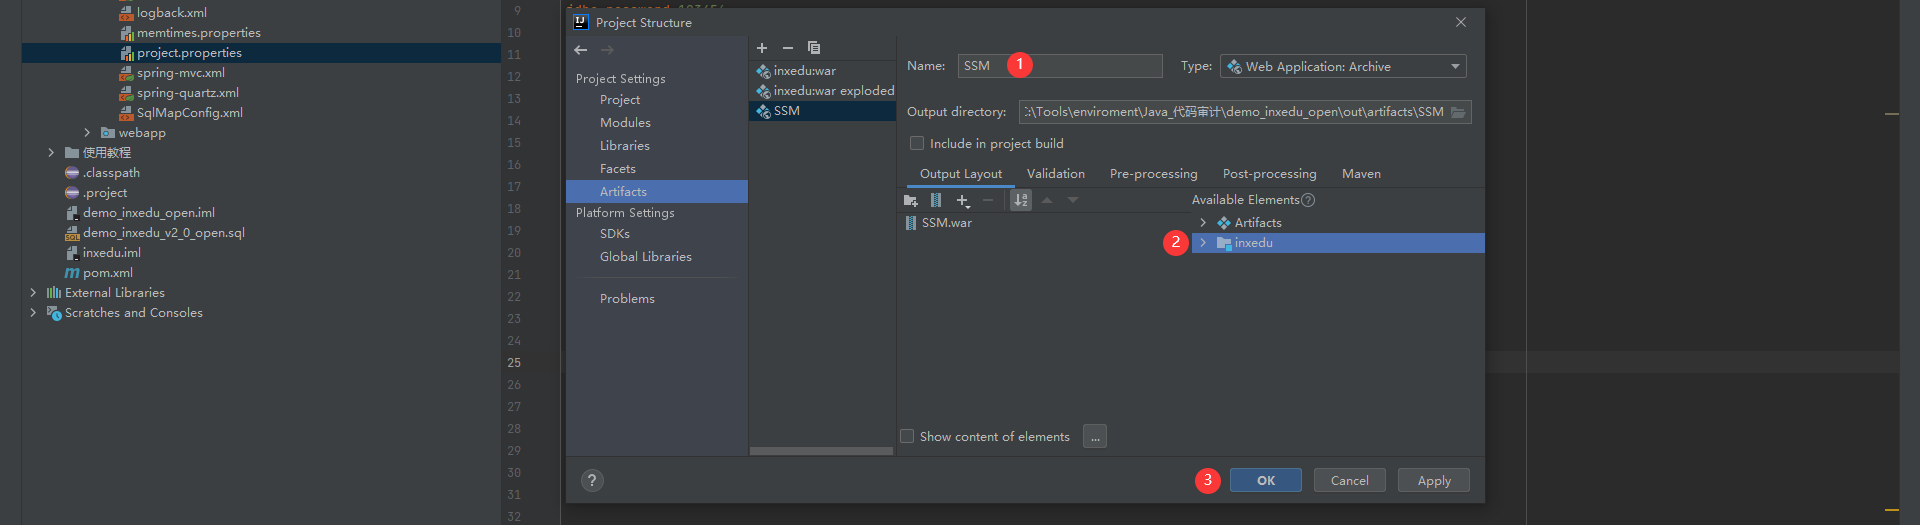 logback.xml
memtimes.properties
project.properties
spring-mvc.xml
spring-quartz.xml
SqlMapConfig.xml
webapp
使用教程
.classpath
.project
demo_inxedu_open.iml
demo_inxedu_v2_0_open.sql
inxedu.iml
pom.xml
External Libraries
Scratches and Consoles
9
10
11
12
13
14
15
16
17
18
19
20
21
22
23
24
25
26
27
28
29
30
31
32
Project Structure
Project Settings
Project
Modules
Libraries
Facets
Artifacts
Platform Settings
SDKs
Global Libraries
Problems
inxedu:war
inxedu:war exploded
SSM
Name: SSM 1 Type: Web Application: Archive
Output directory: :\Tools\enviroment\Java_代码审计\demo_inxedu_open\out\artifacts\SSM
Include in project build
Output Layout Validation Pre-processing Post-processing Maven
Available Elements
SSM.war
Artifacts
2 inxedu
Show content of elements ...
? 3 OK Cancel Apply